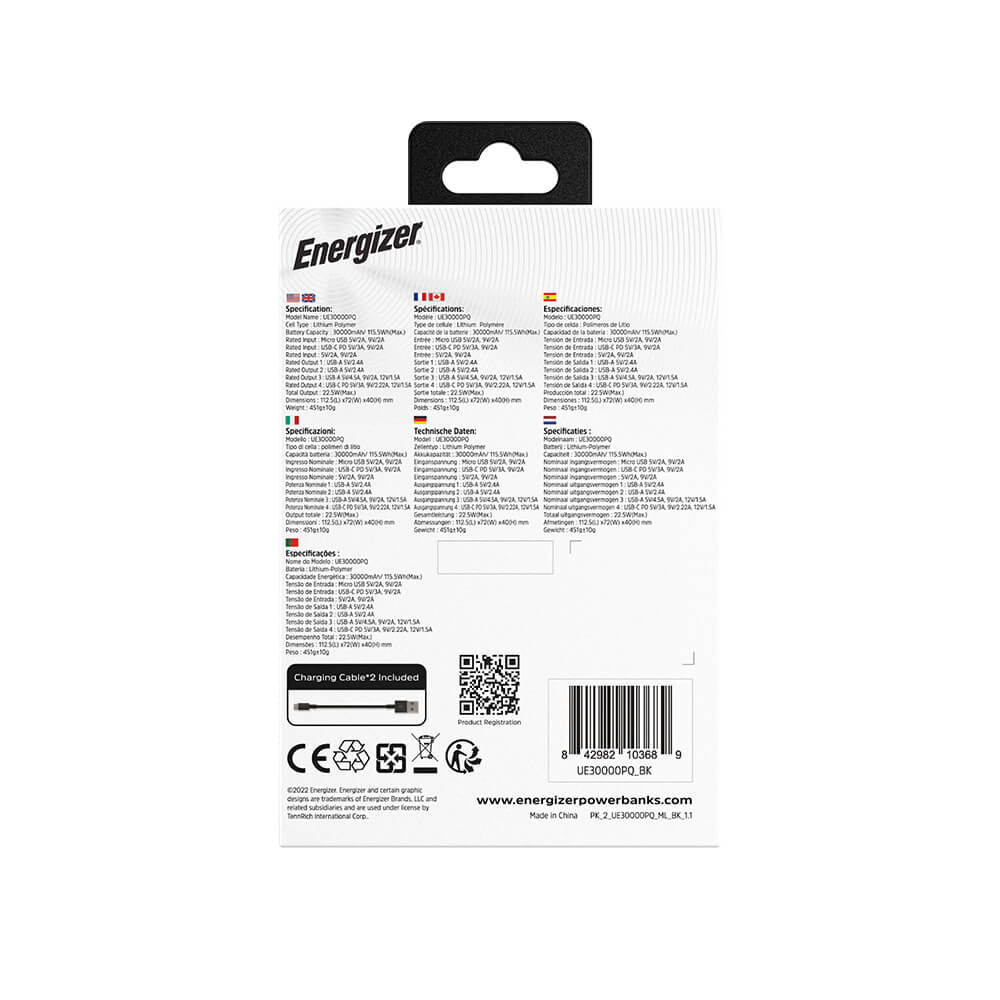 Energizer
Specification:
Model Name : UE30000PQ
Cell Type : Lithium Polymer
Battery Capacity : 30000mAh/ 115.5Wh(Max.)
Rated Input : Micro USB 5V/2A, 9V/2A
Rated Input : USB-C PD 5V/3A, 9V/2A
Rated Input : 5V/2A, 9V/2A
Rated Output 1 : USB-A 5V/2.4A
Rated Output 2 : USB-A 5V/2.4A
Rated Output 3 : USB-A 5V/4.5A, 9V/2A, 12V/1.5A
Rated Output 4 : USB-C PD 5V/3A, 9V/2.22A, 12V/1.5A
Total Output : 22.5W(Max.)
Dimensions : 112.5(L) x72(W) x40(H) mm
Weight : 451g±10g
Spécifications:
Modèle : UE30000PQ
Type de cellule : Lithium Polymère
Capacité de la batterie : 30000mAh/ 115.5Wh(Max.)
Entrée : Micro USB 5V/2A, 9V/2A
Entrée : USB-C PD 5V/3A, 9V/2A
Entrée : 5V/2A, 9V/2A
Sortie 1 : USB-A 5V/2.4A
Sortie 2 : USB-A 5V/2.4A
Sortie 3 : USB-A 5V/4.5A, 9V/2A, 12V/1.5A
Sortie 4 : USB-C PD 5V/3A, 9V/2.22A, 12V/1.5A
Sortie totale : 22.5W(Max.)
Dimensions : 112.5(L) x72(W) x40(H) mm
Poids : 451g±10g
Especificaciones:
Modelo : UE30000PQ
Tipo de celda : Polímeros de Litio
Capacidad de la batería : 30000mAh/ 115.5Wh(Max.)
Tensión de Entrada : Micro USB 5V/2A, 9V/2A
Tensión de Entrada : USB-C PD 5V/3A, 9V/2A
Tensión de Entrada : 5V/2A, 9V/2A
Tensión de Salida 1 : USB-A 5V/2.4A
Tensión de Salida 2 : USB-A 5V/2.4A
Tensión de Salida 3 : USB-A 5V/4.5A, 9V/2A, 12V/1.5A
Tensión de Salida 4 : USB-C PD 5V/3A, 9V/2.22A, 12V/1.5A
Producción total : 22.5W(Max.)
Dimensiones : 112.5(L) x72(W) x40(H) mm
Peso : 451g±10g
Specificazioni:
Modello : UE30000PQ
Tipo di cella : polimeri di litio
Capacità batteria : 30000mAh/ 115.5Wh(Max.)
Ingresso Nominale : Micro USB 5V/2A, 9V/2A
Ingresso Nominale : USB-C PD 5V/3A, 9V/2A
Ingresso Nominale : 5V/2A, 9V/2A
Potenza Nominale 1 : USB-A 5V/2.4A
Potenza Nominale 2 : USB-A 5V/2.4A
Potenza Nominale 3 : USB-A 5V/4.5A, 9V/2A, 12V/1.5A
Potenza Nominale 4 : USB-C PD 5V/3A, 9V/2.22A, 12V/1.5A
Output totale : 22.5W(Max.)
Dimensioni : 112.5(L) x72(W) x40(H) mm
Peso : 451g±10g
Technische Daten:
Model : UE30000PQ
Zellentyp : Lithium Polymer
Akkukapazität : 30000mAh/ 115.5Wh(Max.)
Eingangspannung : Micro USB 5V/2A, 9V/2A
Eingangspannung : USB-C PD 5V/3A, 9V/2A
Eingangspannung : 5V/2A, 9V/2A
Ausgangspannung 1 : USB-A 5V/2.4A
Ausgangspannung 2 : USB-A 5V/2.4A
Ausgangspannung 3 : USB-A 5V/4.5A, 9V/2A, 12V/1.5A
Ausgangspannung 4 : USB-C PD 5V/3A, 9V/2.22A, 12V/1.5A
Gesamtleistung : 22.5W(Max.)
Abmessungen : 112.5(L) x72(W) x40(H) mm
Gewicht : 451g±10g
Specificaties :
Modelnaam : UE30000PQ
Batterij : Lithium-Polymer
Capaciteit : 30000mAh/ 115.5Wh(Max.)
Nominaal ingangsvermogen : Micro USB 5V/2A, 9V/2A
Nominaal ingangsvermogen : USB-C PD 5V/3A, 9V/2A
Nominaal ingangsvermogen : 5V/2A, 9V/2A
Nominaal uitgangsvermogen 1 : USB-A 5V/2.4A
Nominaal uitgangsvermogen 2 : USB-A 5V/2.4A
Nominaal uitgangsvermogen 3 : USB-A 5V/4.5A, 9V/2A, 12V/1.5A
Nominaal uitgangsvermogen 4 : USB-C PD 5V/3A, 9V/2.22A, 12V/1.5A
Totaal uitgangsvermogen : 22.5W(Max.)
Afmetingen : 112.5(L) x72(W) x40(H) mm
Gewicht : 451g±10g
Especificações :
Nome do Modelo : UE30000PQ
Bateria : Lithium-Polymer
Capacidade Energética : 30000mAh/ 115.5Wh(Max.)
Tensão de Entrada : Micro USB 5V/2A, 9V/2A
Tensão de Entrada : USB-C PD 5V/3A, 9V/2A
Tensão de Entrada : 5V/2A, 9V/2A
Tensão de Saída 1 : USB-A 5V/2.4A
Tensão de Saída 2 : USB-A 5V/2.4A
Tensão de Saída 3 : USB-A 5V/4.5A, 9V/2A, 12V/1.5A
Tensão de Saída 4 : USB-C PD 5V/3A, 9V/2.22A, 12V/1.5A
Desempenho Total : 22.5W(Max.)
Dimensões : 112.5(L) x72(W) x40(H) mm
Peso : 451g±10g
Charging Cable*2 Included
Product Registration
8 42982 10368 9
UE30000PQ_BK
CE
©2022 Energizer. Energizer and certain graphic
designs are trademarks of Energizer Brands, LLC and
related subsidiaries and are used under license by
TennRich International Corp..
www.energizerpowerbanks.com
Made in China PK_2_UE30000PQ_ML_BK_1.1